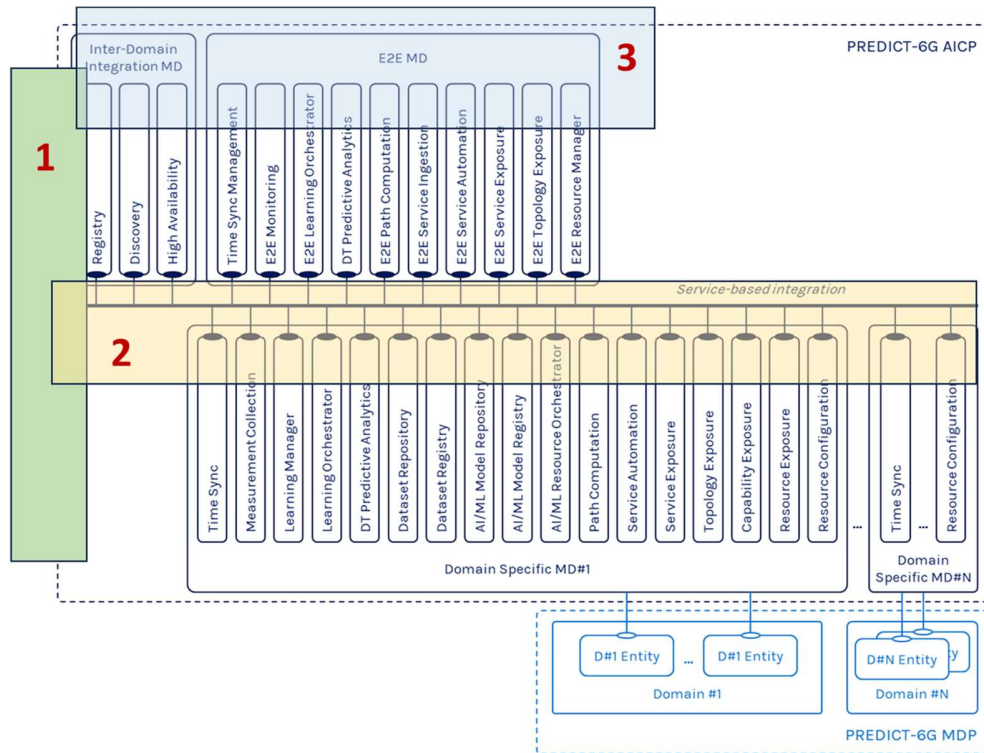 Inter-Domain
Integration MD
E2E MD
3
PREDICT-6G AICP
1
Registry
Discovery
High Availability
Time Sync Management
E2E Monitoring
E2E Learning Orchestrator
DT Predictive Analytics
E2E Path Computation
E2E Service Ingestion
E2E Service Automation
E2E Service Exposure
E2E Topology Exposure
E2E Resource Manager
Service-based integration
2
Time Sync
Measurement Collection
Learning Manager
Learning Orchestrator
DT Predictive Analytics
Dataset Repository
Dataset Registry
AI/ML Model Repository
AI/ML Model Registry
AI/ML Resource Orchestrator
Path Computation
Service Automation
Service Exposure
Topology Exposure
Capability Exposure
Resource Exposure
Resource Configuration
...
Time Sync
...
Resource Configuration
Domain Specific MD#1
Domain
Specific MD#N
D#1 Entity
...
D#1 Entity
D#N Entity
Domain #1
Domain #N
PREDICT-6G MDP